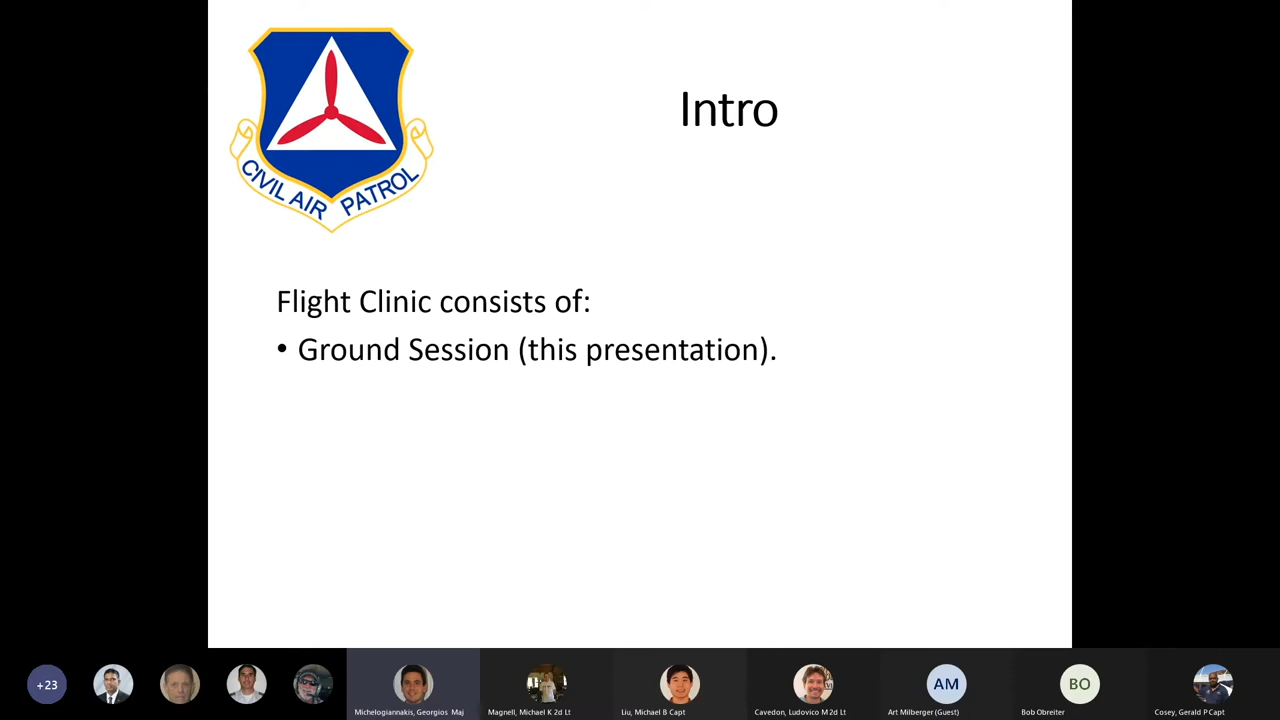 CIVIL AIR PATROL
Intro
Flight Clinic consists of:
• Ground Session (this presentation).
+23
AM
BO
Michelogiannakis, Georgios Maj
Magnell, Michael K 2d Lt
Liu, Michael B Capt
Cavedon, Ludovico M 2d Lt
Art Milberger (Guest)
Bob Obreiter
Cosey, Gerald P Capt